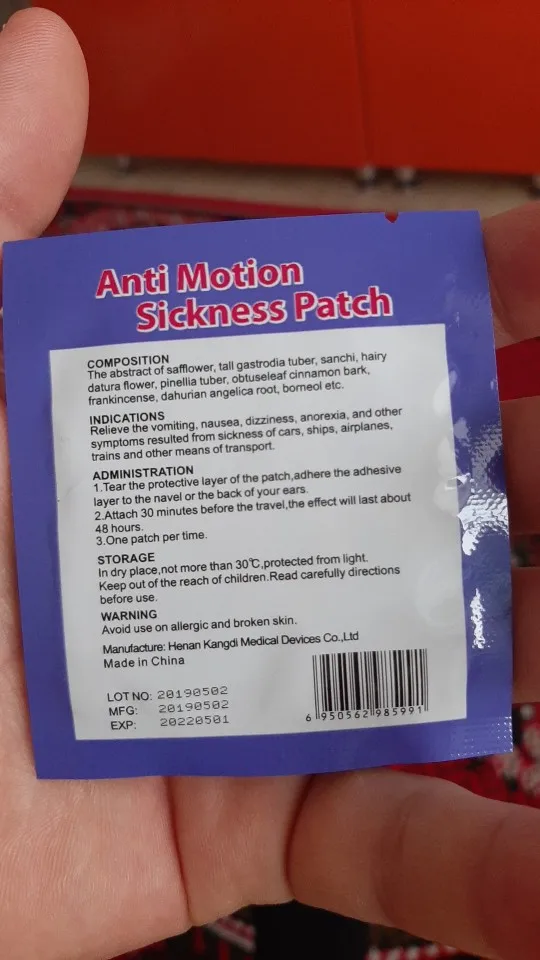 Anti Motion
Sickness Patch
COMPOSITION
The abstract of safflower, tall gastrodia tuber, sanchi, hairy
datura flower, pinellia tuber, obtuseleaf cinnamon bark,
frankincense, dahurian angelica root, borneol etc.
INDICATIONS
Relieve the vomiting, nausea, dizziness, anorexia, and other
symptoms resulted from sickness of cars, ships, airplanes,
trains and other means of transport.
ADMINISTRATION
1.Tear the protective layer of the patch,adhere the adhesive
layer to the navel or the back of your ears.
2.Attach 30 minutes before the travel,the effect will last about
48 hours.
3.One patch per time.
STORAGE
In dry place,not more than 30℃,protected from light.
Keep out of the reach of children.Read carefully directions
before use.
WARNING
Avoid use on allergic and broken skin.
Manufacture: Henan Kangdi Medical Devices Co.,Ltd
Made in China
LOT NO: 20190502
MFG: 20190502
EXP: 20220501
6 950562 985991